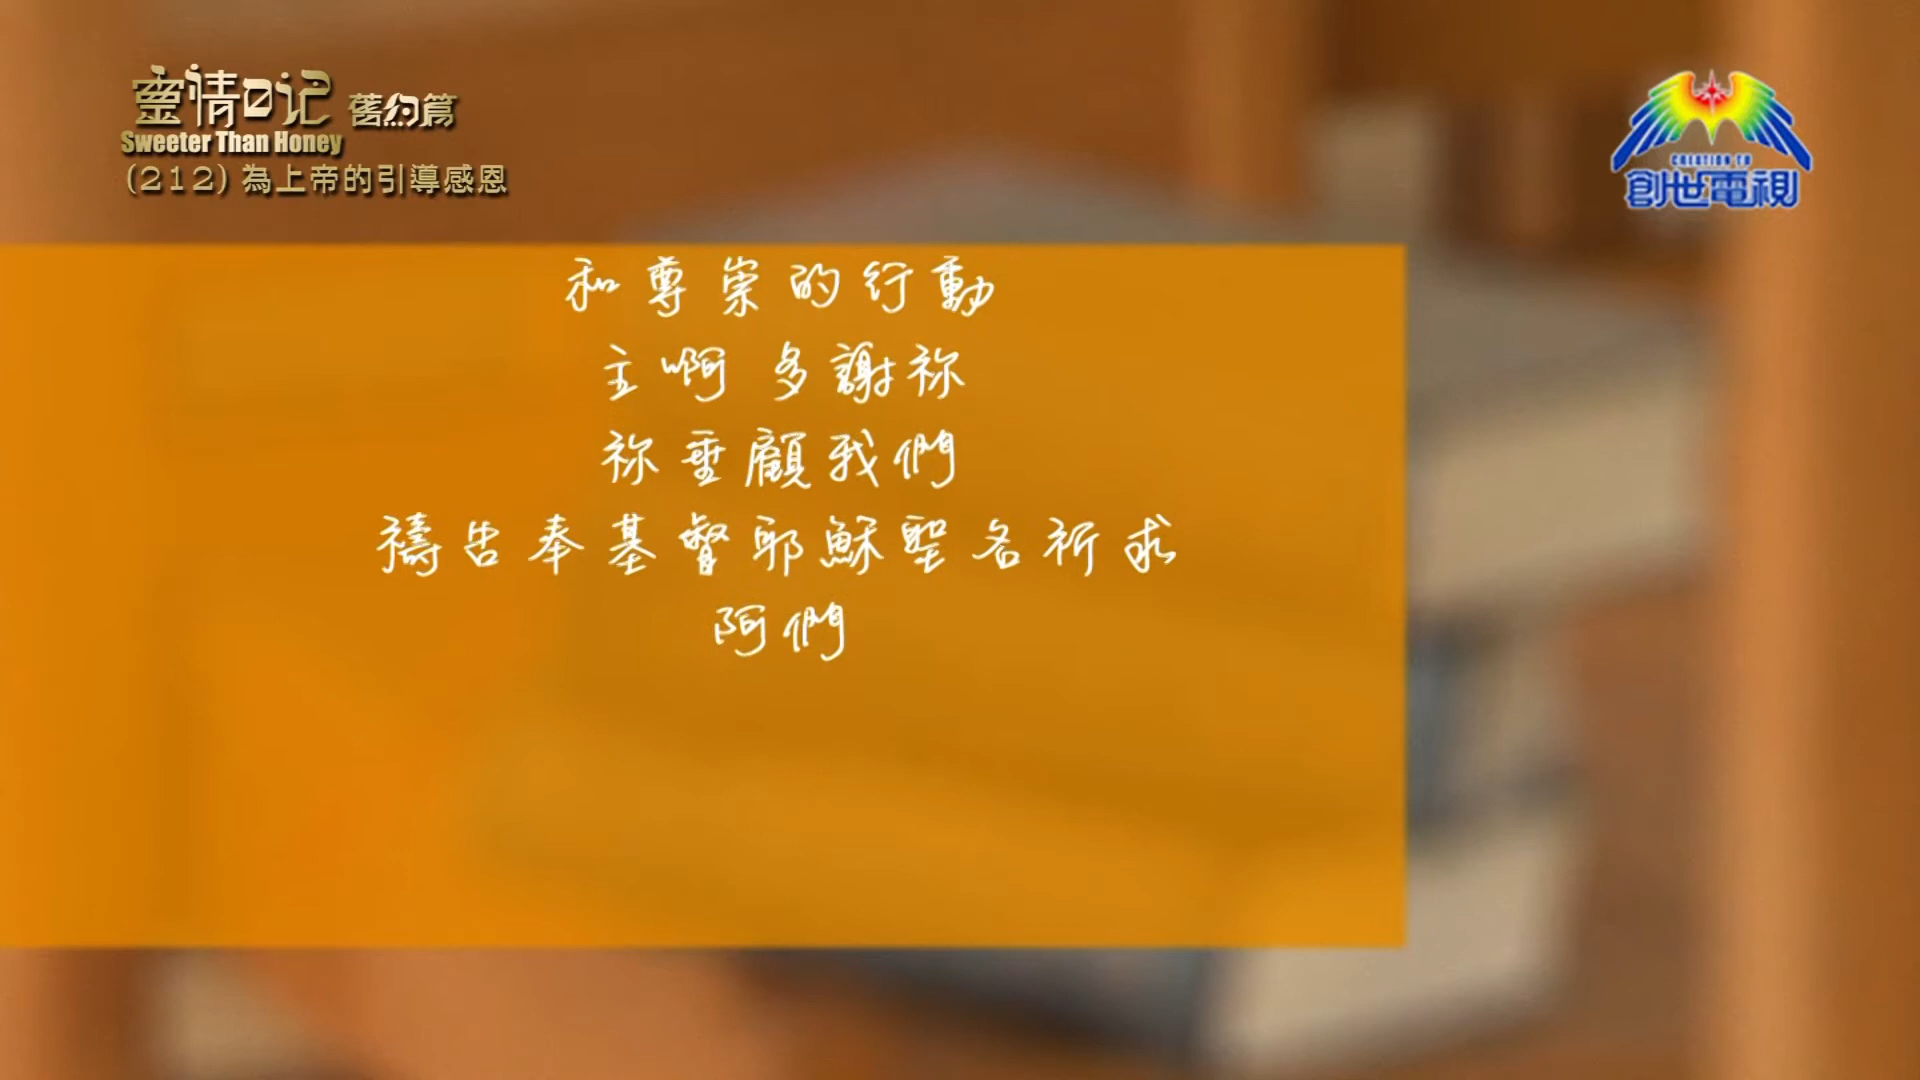 靈情日记 舊約篇
Sweeter Than Honey
(212) 為上帝的引導感恩
CREATION TV
創世電視
和尊崇的行動
主啊 多謝祢
祢垂顧我們
禱告奉基督耶穌聖名祈求
阿們